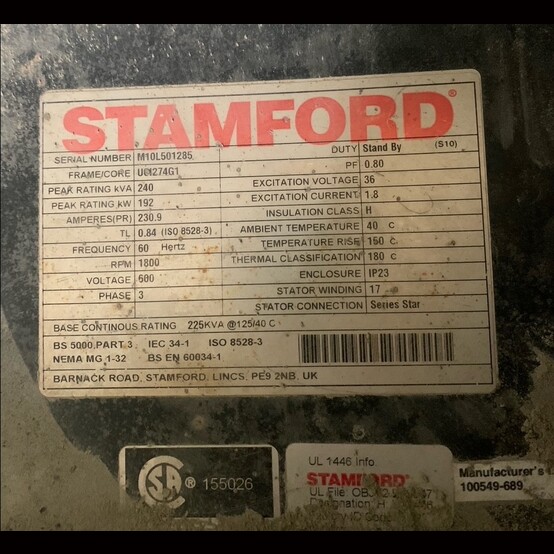 STAMFORD®
SERIAL NUMBER M10L501285
FRAME/CORE UCI274G1
PEAK RATING kVA 240
PEAK RATING kW 192
AMPERES(PR) 230.9
TL 0.84 (ISO 8528-3)
FREQUENCY 60 Hertz
RPM 1800
VOLTAGE 600
PHASE 3
DUTY Stand By (S10)
PF 0.80
EXCITATION VOLTAGE 36
EXCITATION CURRENT 1.8
INSULATION CLASS H
AMBIENT TEMPERATURE 40 C
TEMPERATURE RISE 150 C
THERMAL CLASSIFICATION 180 C
ENCLOSURE IP23
STATOR WINDING 17
STATOR CONNECTION Series Star
BASE CONTINOUS RATING 225KVA @125/40 C
BS 5000 PART 3 IEC 34-1 ISO 8528-3
NEMA MG 1-32 BS EN 60034-1
BARNACK ROAD, STAMFORD, LINCS, PE9 2NB, UK
SA ® 155026
UL 1446 Info
STAMFORD
UL File:
H
Manufacturer's
100549-689